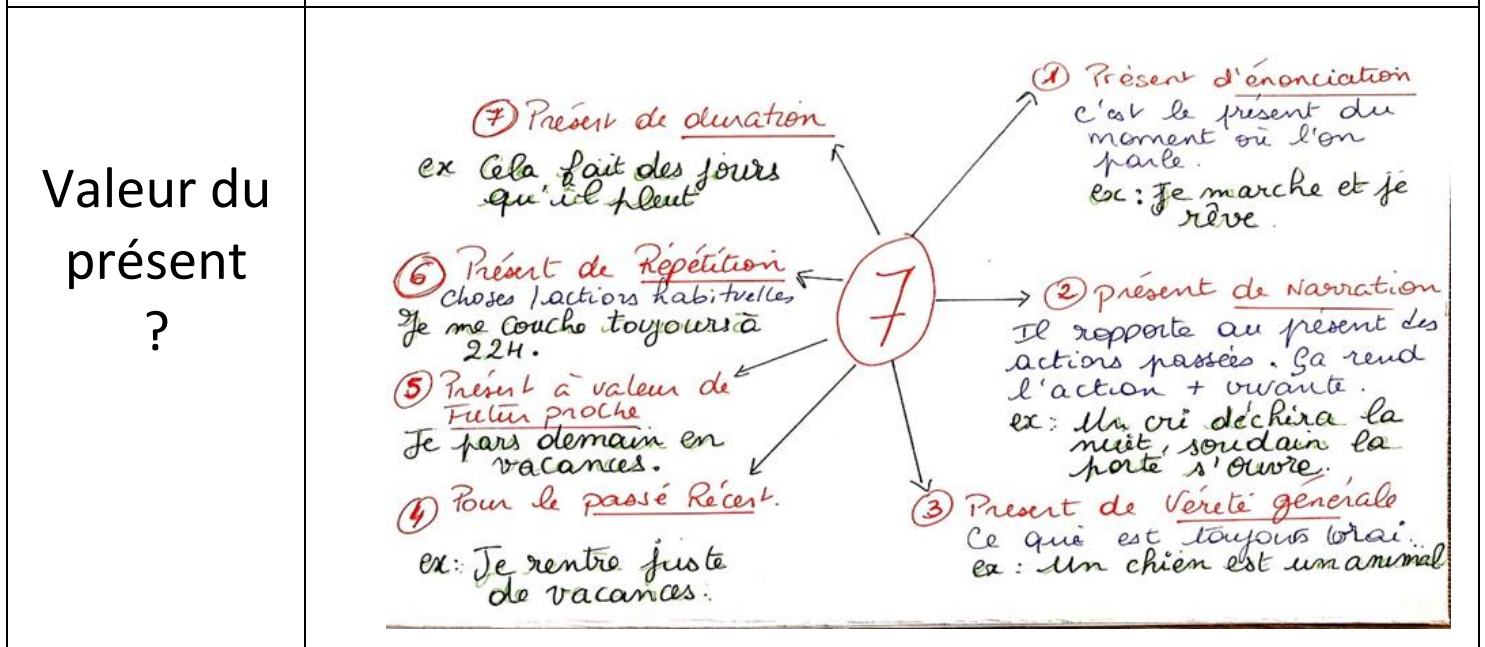 Valeur du
présent
?
7
① Présent d'énonciation
c'est le présent du
moment où l'on
parle.
ex : Je marche et je
rêve.
② présent de Narration
Il rapporte au présent des
actions passées. Ça rend
l'action + vivante.
ex : Un cri déchira la
nuit, soudain la
porte s'ouvre.
③ Present de Véreté générale
Ce qui est toujours vrai..
ex : Un chien est un animal
④ Pour le passé Récent.
ex : Je rentre juste
de vacances.
⑤ Présent à valeur de
Futur proche
Je pars demain en
vacances.
⑥ Présent de Répétition
choses / actions habituelles
Je me couche toujours à
22H.
⑦ Présent de duration
ex Cela fait des jours
qu'il pleut